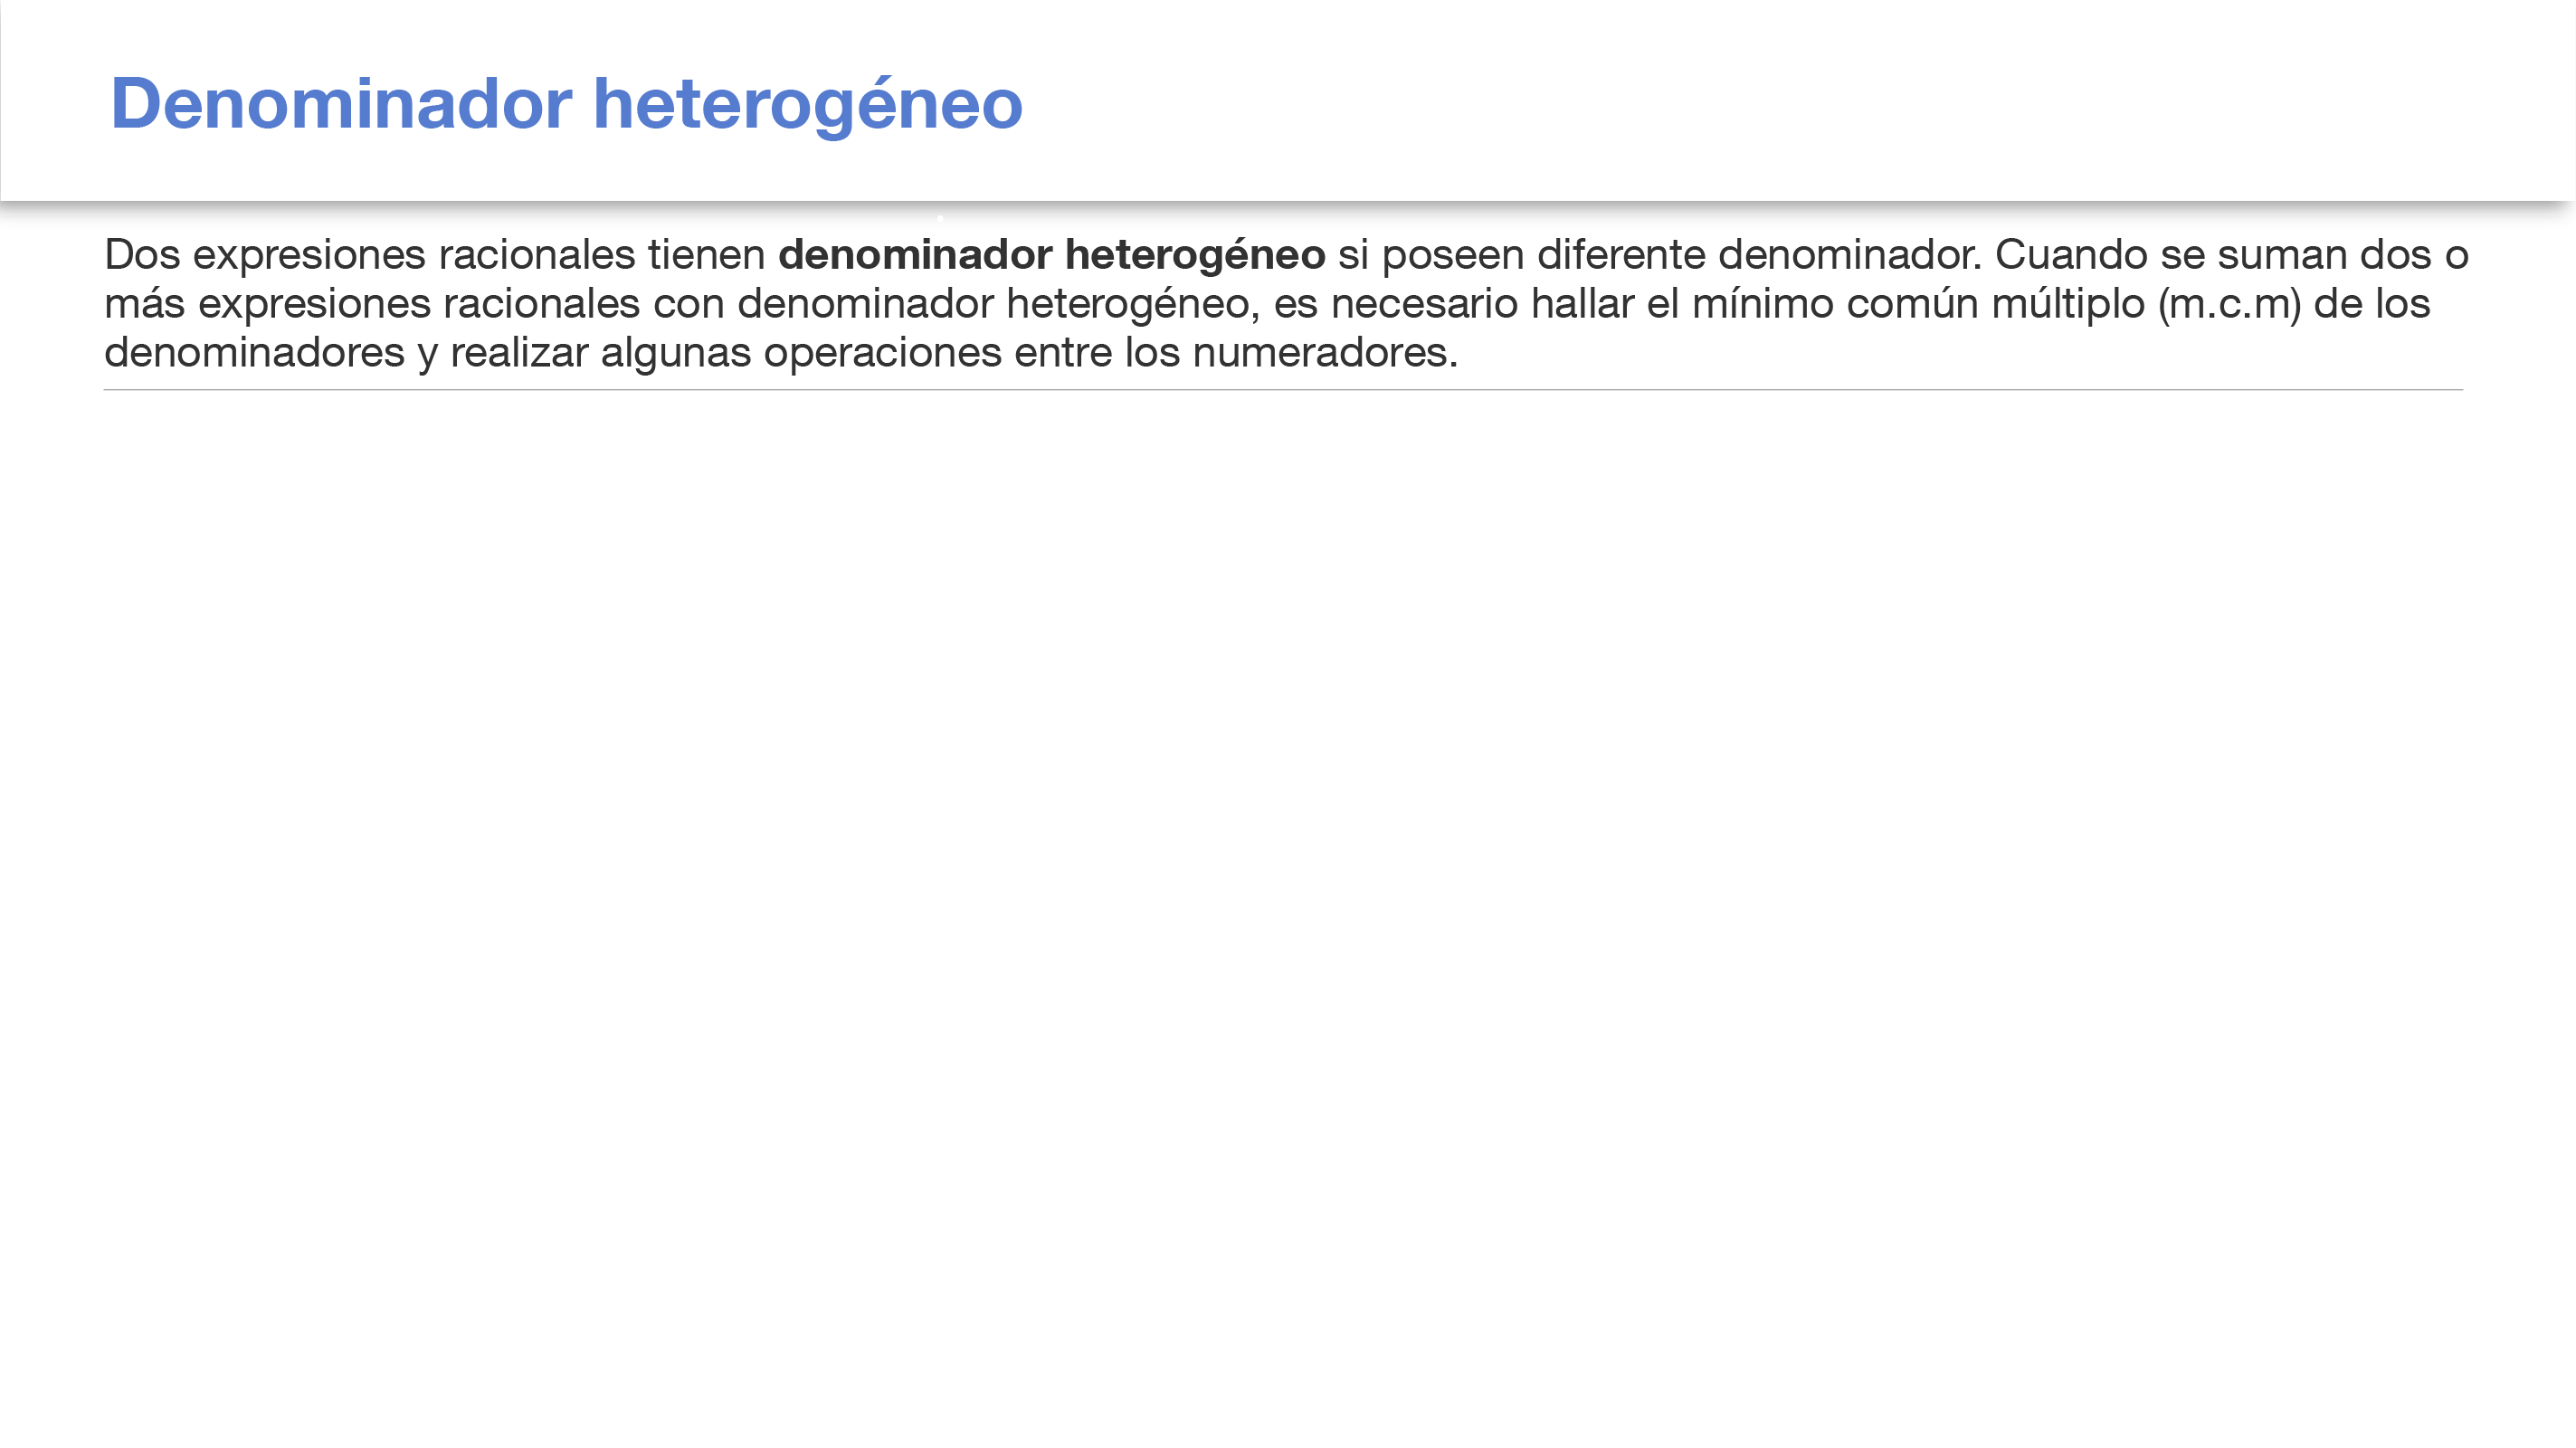 Denominador heterogéneo
Dos expresiones racionales tienen denominador heterogéneo si poseen diferente denominador. Cuando se suman dos o
más expresiones racionales con denominador heterogéneo, es necesario hallar el mínimo común múltiplo (m.c.m) de los
denominadores y realizar algunas operaciones entre los numeradores.